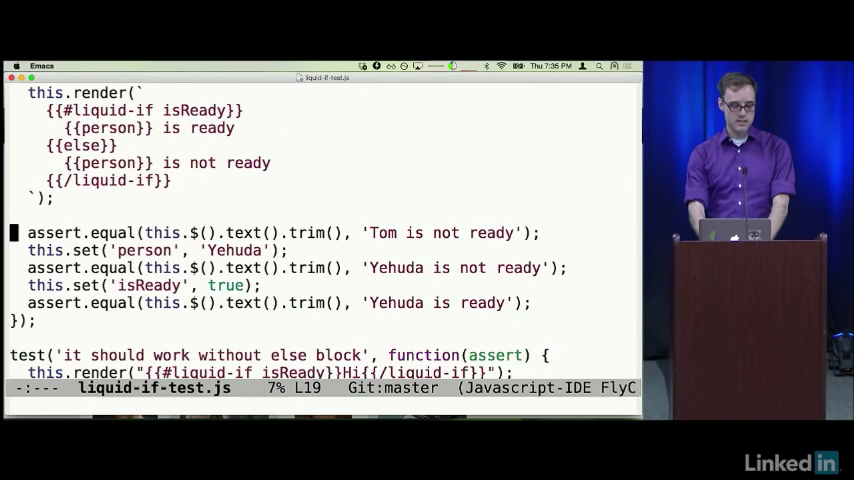 Emacs
Thu 7:35 PM
liquid-if-test.js
this.render(`
{{#liquid-if isReady}}
{{person}} is ready
{{else}}
{{person}} is not ready
{{/liquid-if}}
`);
assert.equal(this.$().text().trim(), 'Tom is not ready');
this.set('person', 'Yehuda');
assert.equal(this.$().text().trim(), 'Yehuda is not ready');
this.set('isReady', true);
assert.equal(this.$().text().trim(), 'Yehuda is ready');
});
test('it should work without else block', function(assert) {
this.render("{{#liquid-if isReady}}Hi{{/liquid-if}}");
-:--- liquid-if-test.js 7% L19 Git:master (Javascript-IDE FlyC
Linked in